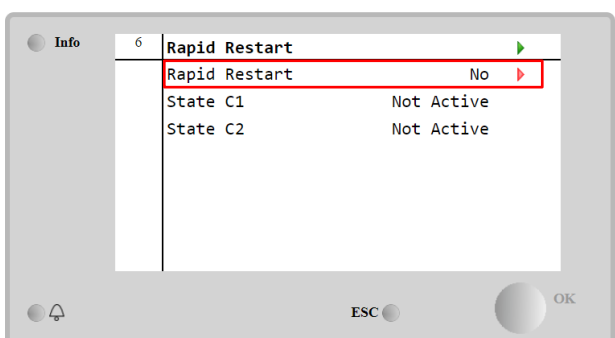 Info
6 Rapid Restart
Rapid Restart No
State C1 Not Active
State C2 Not Active
ESC
OK